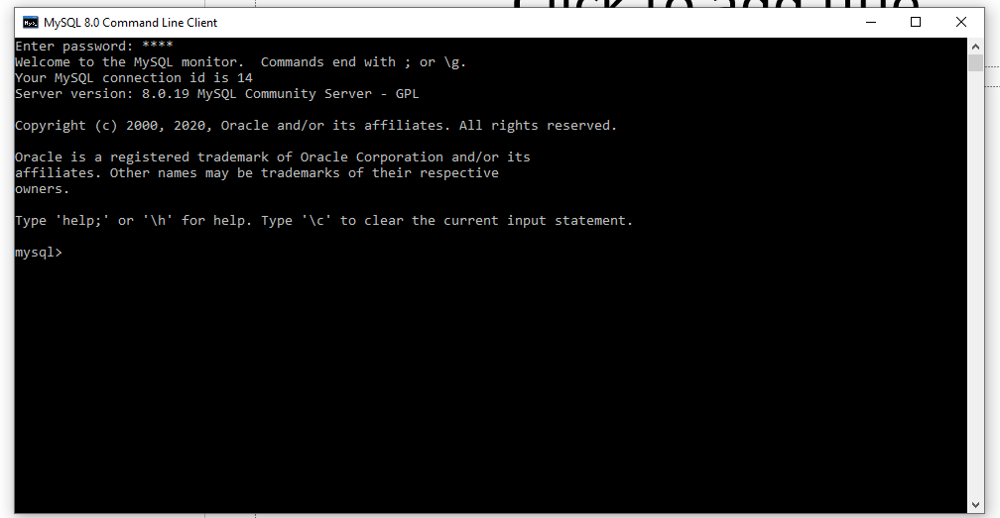 Click to add title
MySQL 8.0 Command Line Client
Enter password: ****
Welcome to the MySQL monitor.  Commands end with ; or \g.
Your MySQL connection id is 14
Server version: 8.0.19 MySQL Community Server - GPL
Copyright (c) 2000, 2020, Oracle and/or its affiliates. All rights reserved.
Oracle is a registered trademark of Oracle Corporation and/or its
affiliates. Other names may be trademarks of their respective
owners.
Type 'help;' or '\h' for help. Type '\c' to clear the current input statement.
mysql>